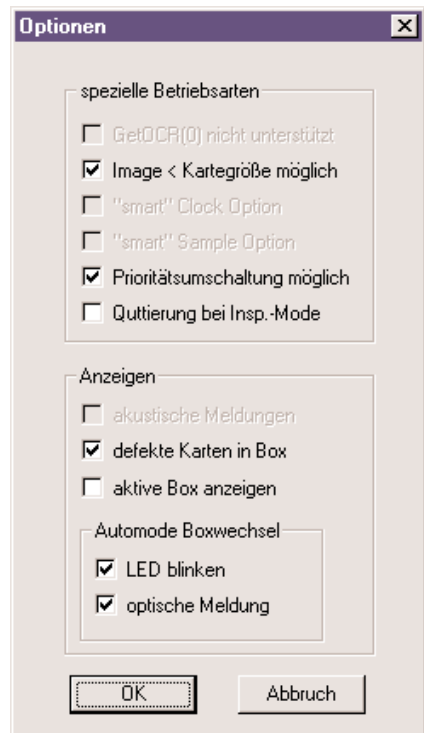 Optionen
spezielle Betriebsarten
GetOCR(0) nicht unterstützt
Image < Kartegröße möglich
"smart" Clock Option
"smart" Sample Option
Prioritätsumschaltung möglich
Quttierung bei Insp.-Mode
Anzeigen
akustische Meldungen
defekte Karten in Box
aktive Box anzeigen
Automode Boxwechsel
LED blinken
optische Meldung
OK Abbruch